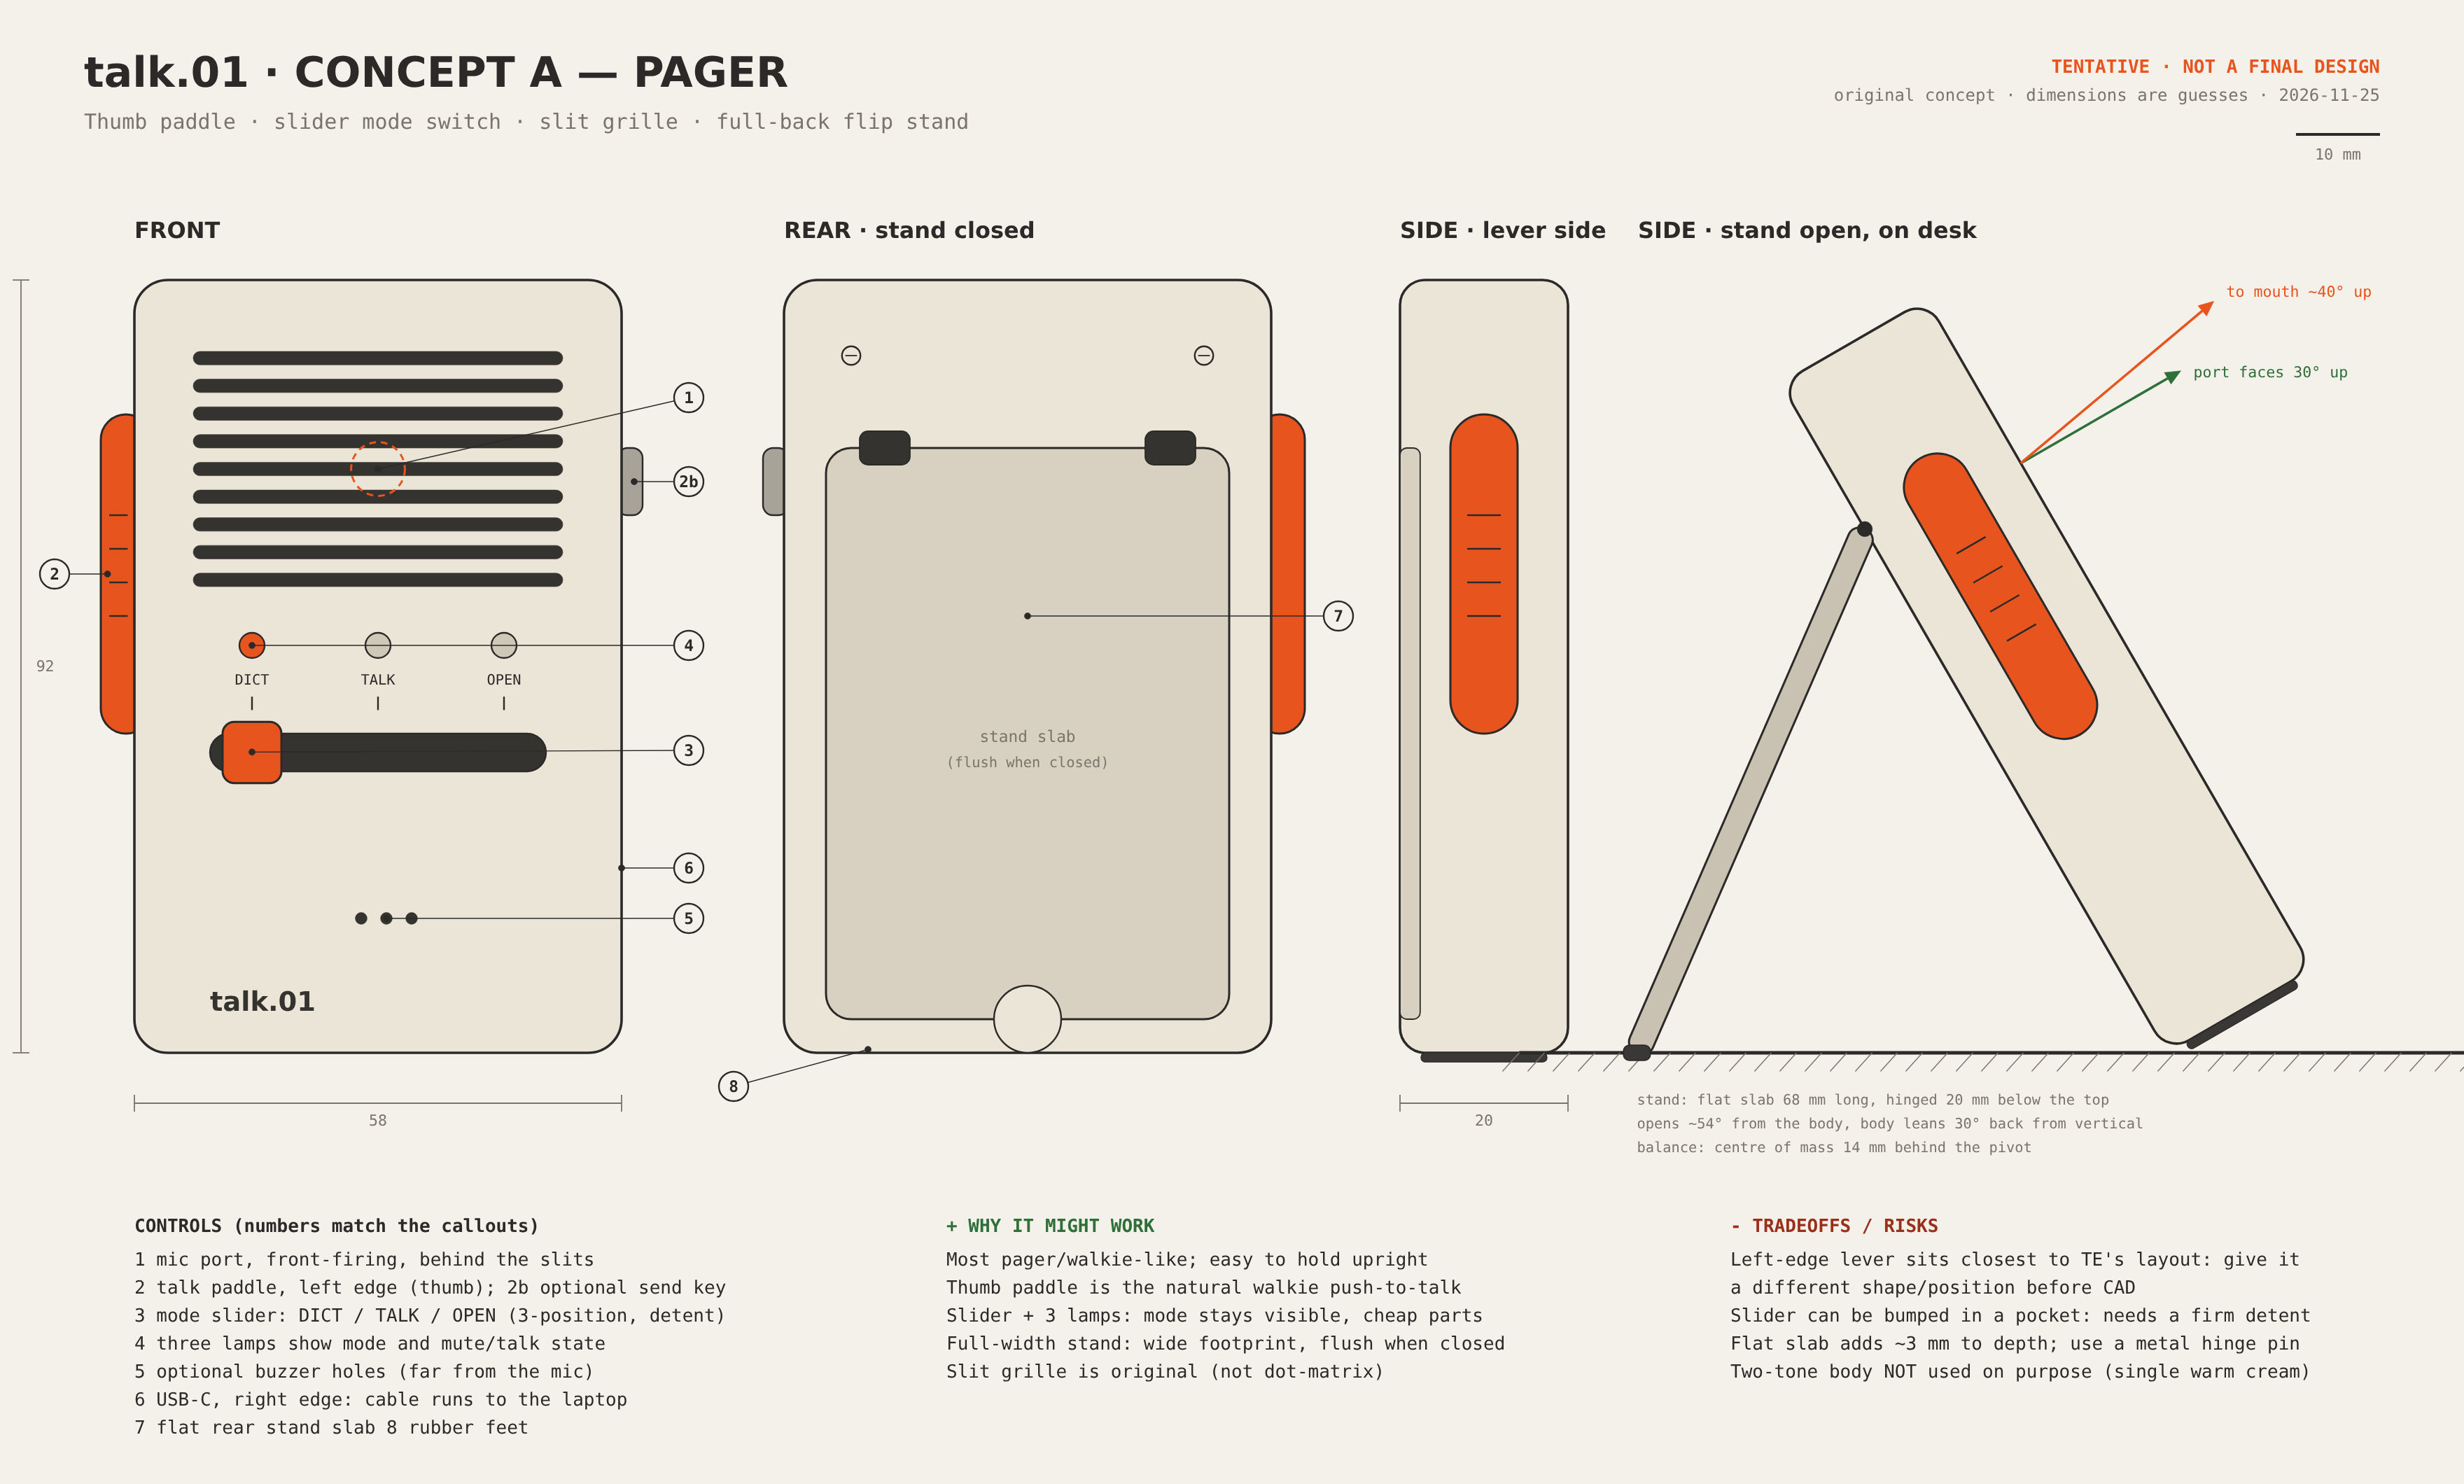 talk.01 · CONCEPT A — PAGER
Thumb paddle · slider mode switch · slit grille · full-back flip stand
TENTATIVE · NOT A FINAL DESIGN
original concept · dimensions are guesses · 2026-11-25
10 mm
FRONT
REAR · stand closed
SIDE · lever side
SIDE · stand open, on desk
to mouth ~40° up
port faces 30° up
1
2b
2
7
4
92
DICT
TALK
OPEN
3
stand slab
(flush when closed)
6
5
talk.01
8
58
20
stand: flat slab 68 mm long, hinged 20 mm below the top
opens ~54° from the body, body leans 30° back from vertical
balance: centre of mass 14 mm behind the pivot
CONTROLS (numbers match the callouts)
1 mic port, front-firing, behind the slits
2 talk paddle, left edge (thumb); 2b optional send key
3 mode slider: DICT / TALK / OPEN (3-position, detent)
4 three lamps show mode and mute/talk state
5 optional buzzer holes (far from the mic)
6 USB-C, right edge: cable runs to the laptop
7 flat rear stand slab 8 rubber feet
+ WHY IT MIGHT WORK
Most pager/walkie-like; easy to hold upright
Thumb paddle is the natural walkie push-to-talk
Slider + 3 lamps: mode stays visible, cheap parts
Full-width stand: wide footprint, flush when closed
Slit grille is original (not dot-matrix)
- TRADEOFFS / RISKS
Left-edge lever sits closest to TE's layout: give it
a different shape/position before CAD
Slider can be bumped in a pocket: needs a firm detent
Flat slab adds ~3 mm to depth; use a metal hinge pin
Two-tone body NOT used on purpose (single warm cream)